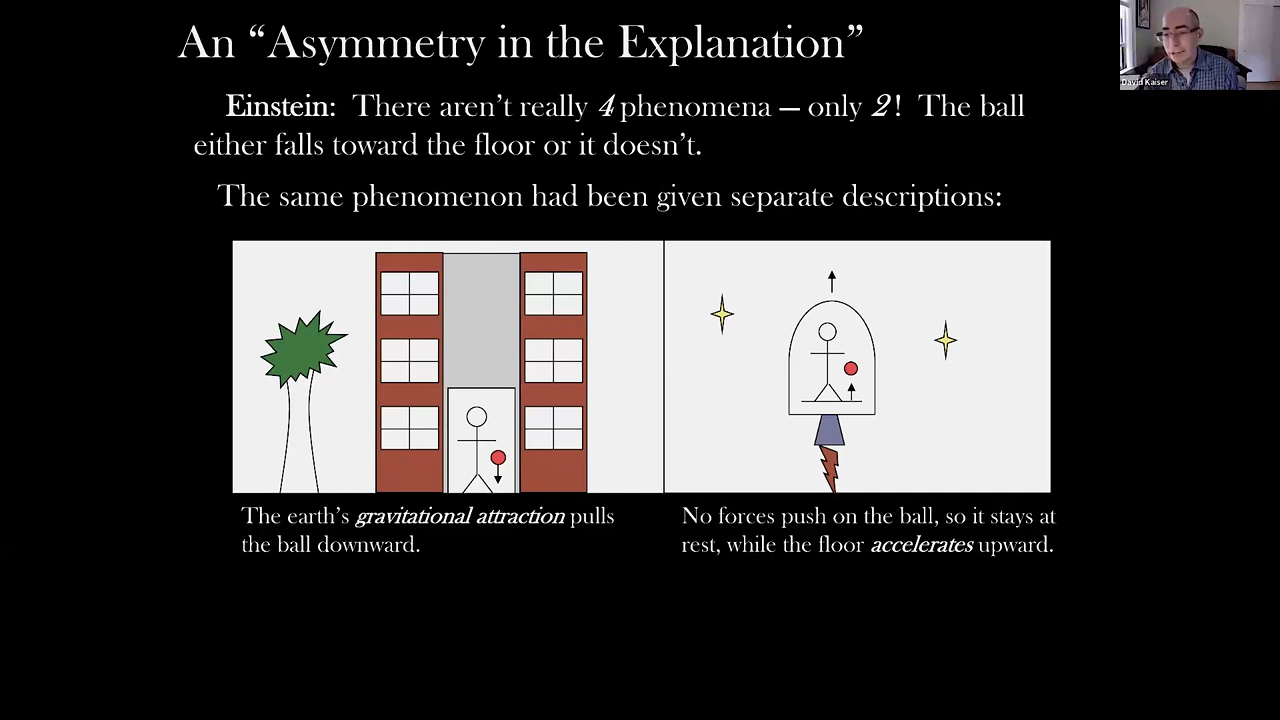 An “Asymmetry in the Explanation”
David Kaiser
Einstein: There aren’t really 4 phenomena – only 2! The ball
either falls toward the floor or it doesn’t.
The same phenomenon had been given separate descriptions:
The earth’s gravitational attraction pulls
the ball downward.
No forces push on the ball, so it stays at
rest, while the floor accelerates upward.